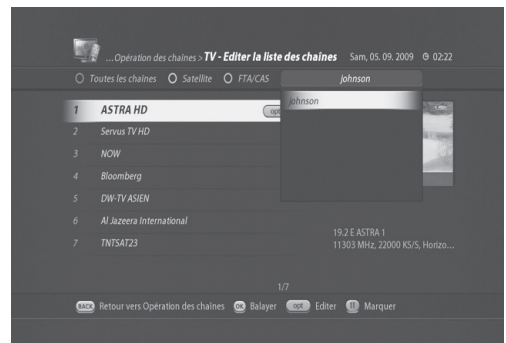 ...Opération des chaînes > TV - Editer la liste des chaînes Sam, 05. 09. 2009 02:22
Toutes les chaînes Satellite FTA/CAS johnson
johnson
1 ASTRA HD opt
2 Servus TV HD
3 NOW
4 Bloomberg
5 DW-TV ASIEN
6 Al Jazeera International
7 TNTSAT23
19.2 E ASTRA 1
11303 MHz, 22000 KS/S, Horizo...
1/7
BACK Retour vers Opération des chaînes OK Balayer opt Editer Marquer